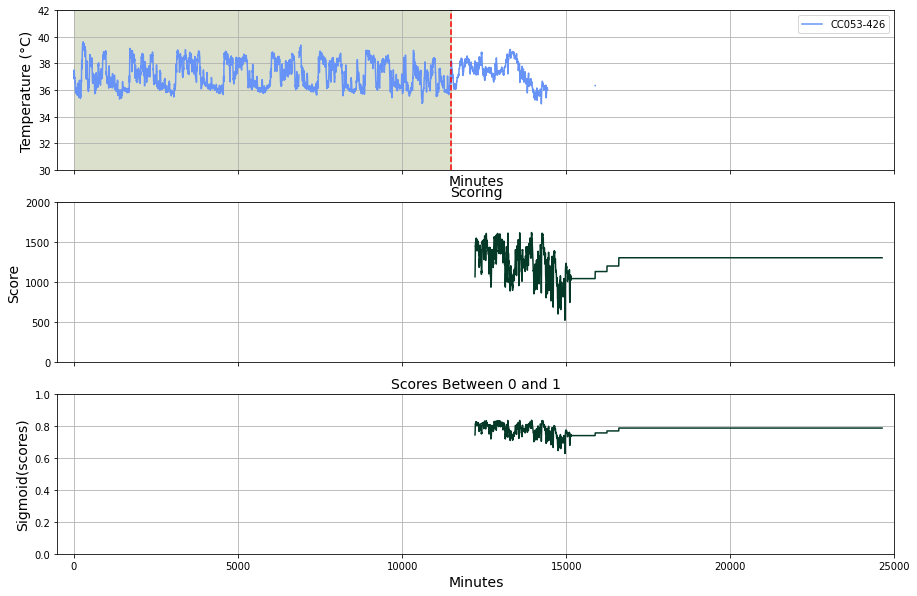 42
40
38
36
34
32
30
Temperature (°C)
CC053-426
Minutes
Scoring
2000
1500
1000
500
0
Score
Scores Between 0 and 1
1.0
0.8
0.6
0.4
0.2
0.0
Sigmoid(scores)
0 5000 10000 15000 20000 25000
Minutes